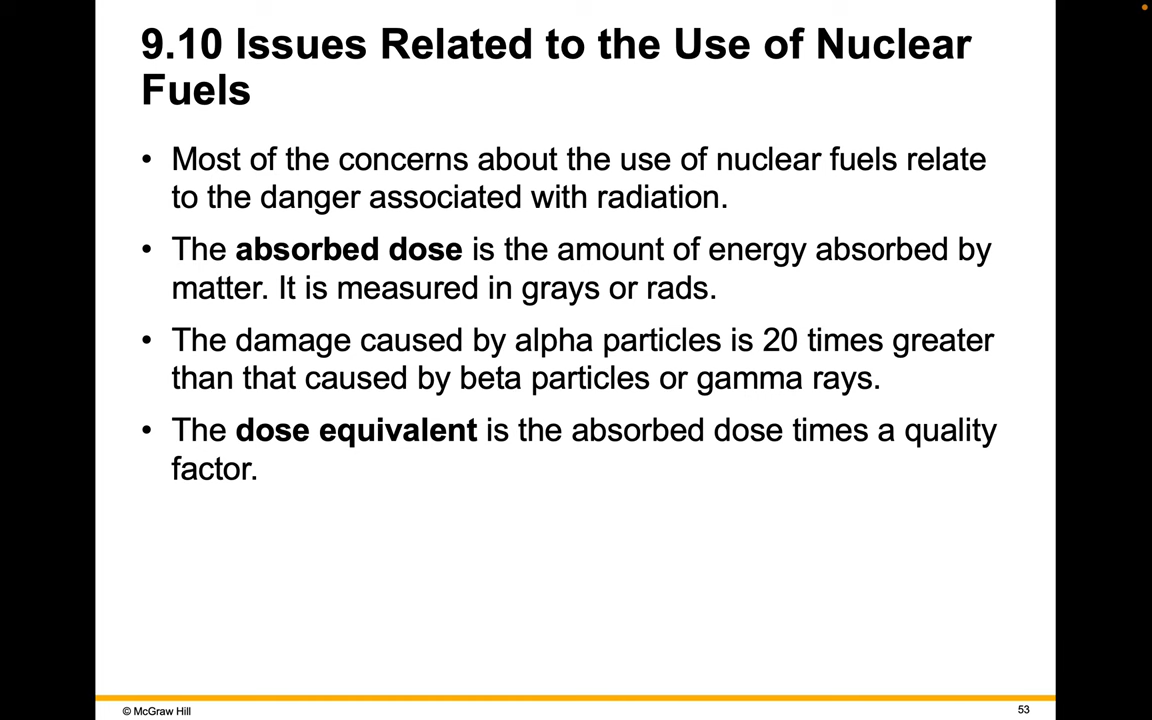 9.10 Issues Related to the Use of Nuclear
Fuels
• Most of the concerns about the use of nuclear fuels relate
to the danger associated with radiation.
• The absorbed dose is the amount of energy absorbed by
matter. It is measured in grays or rads.
• The damage caused by alpha particles is 20 times greater
than that caused by beta particles or gamma rays.
• The dose equivalent is the absorbed dose times a quality
factor.
© McGraw Hill
53